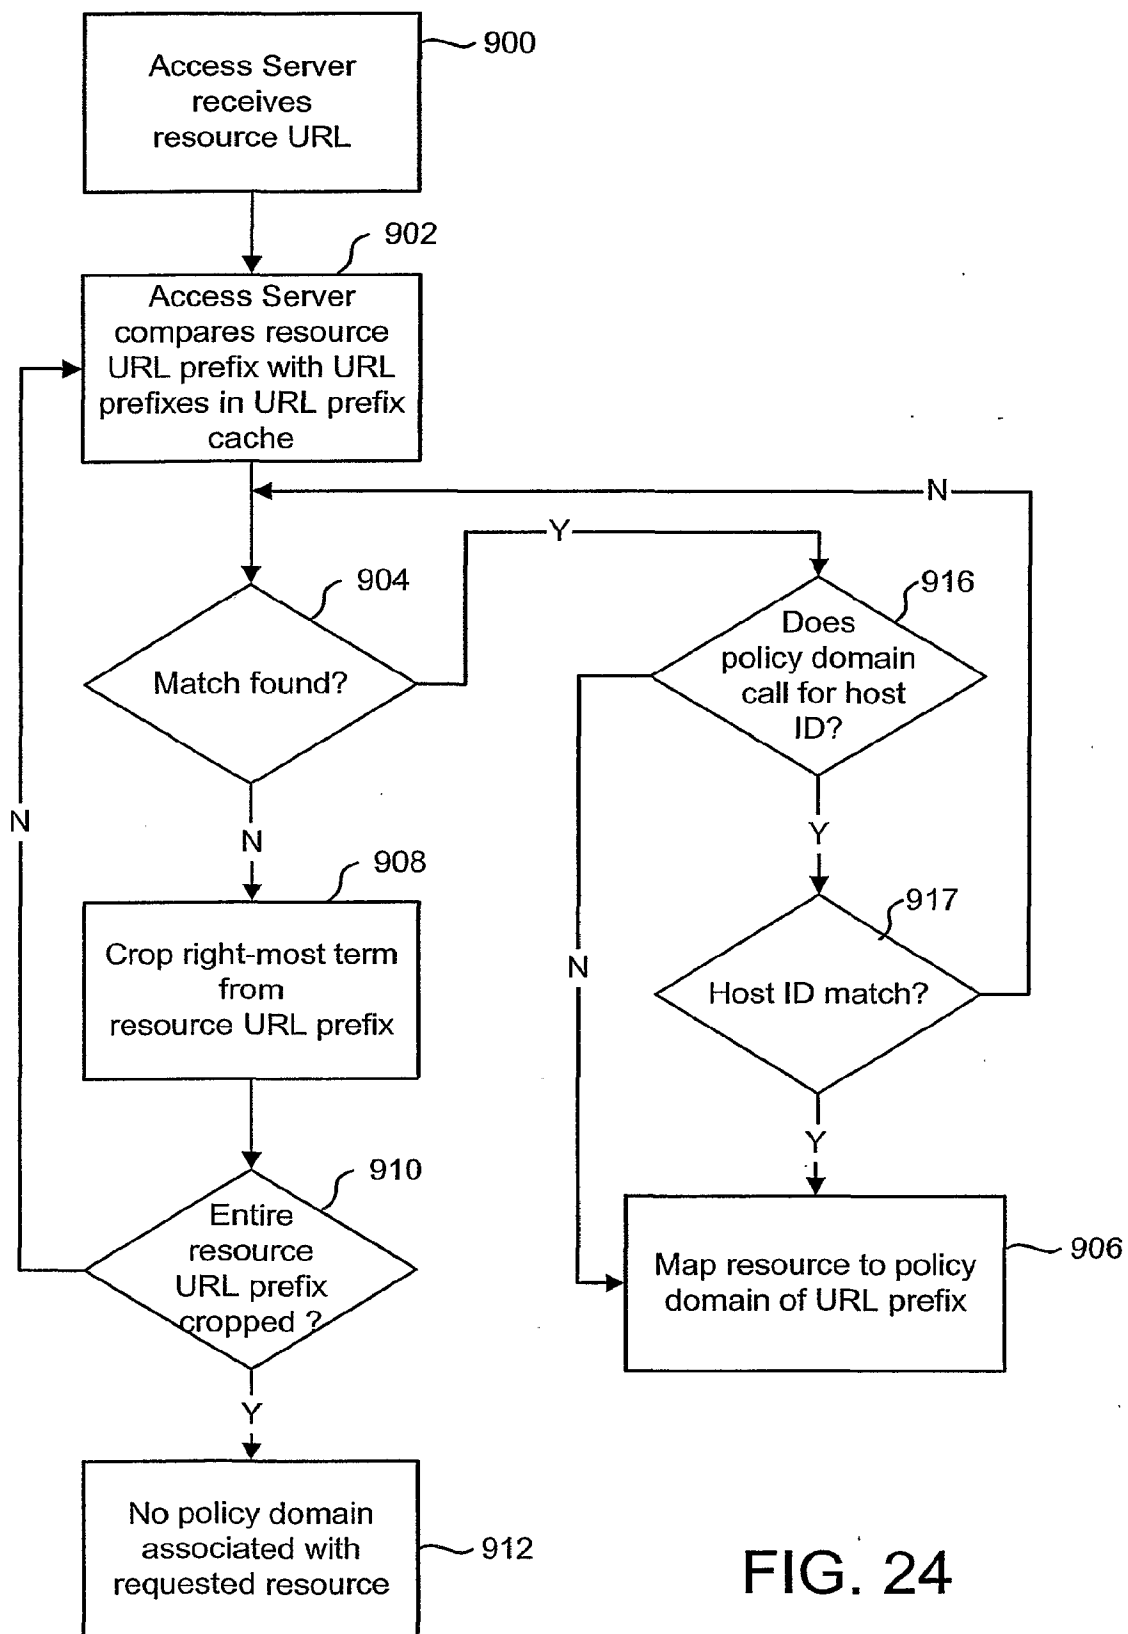 Access Server
receives
resource URL
900
902
Access Server
compares resource
URL prefix with URL
prefixes in URL prefix
cache
N
Y
904
Match found?
916
Does
policy domain
call for host
ID?
N
N
Y
908
Crop right-most term
from
resource URL prefix
917
Host ID match?
N
Y
910
Entire
resource
URL prefix
cropped ?
906
Map resource to policy
domain of URL prefix
Y
No policy domain
associated with
requested resource
912
FIG. 24